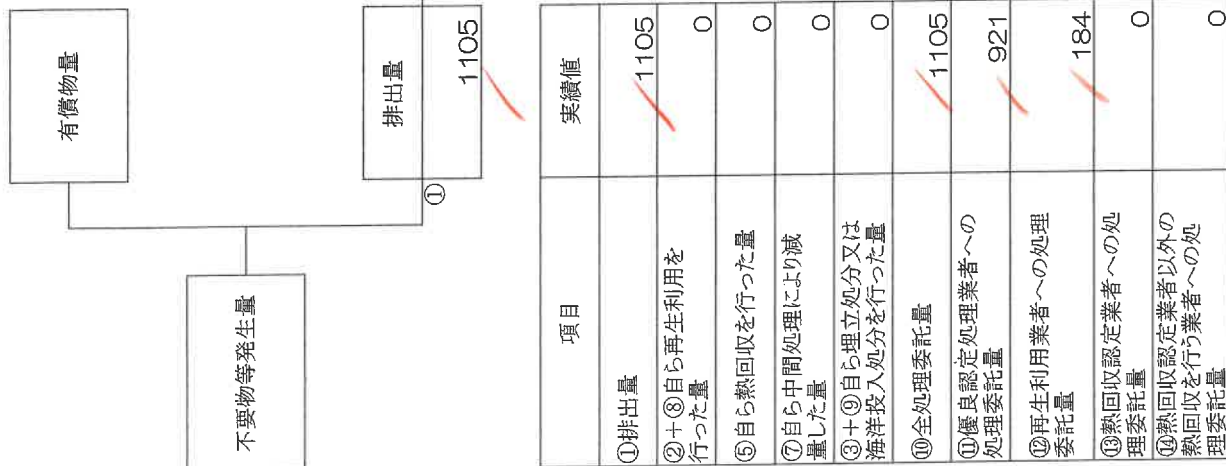 有償物量
不要物等発生量
排出量
①
1105
項目
実績値
①排出量
1105
②+⑧自ら再生利用を
行った量
0
⑤自ら熱回収を行った量
0
⑦自ら中間処理により減
量した量
0
③+⑨自ら埋立処分又は
海洋投入処分を行った量
0
⑩全処理委託量
1105
⑪優良認定処理業者への
処理委託量
921
⑫再生利用業者への処理
委託量
184
⑬熱回収認定業者への処
理委託量
0
⑭熱回収認定業者以外の
熱回収を行う業者への処
理委託量
0